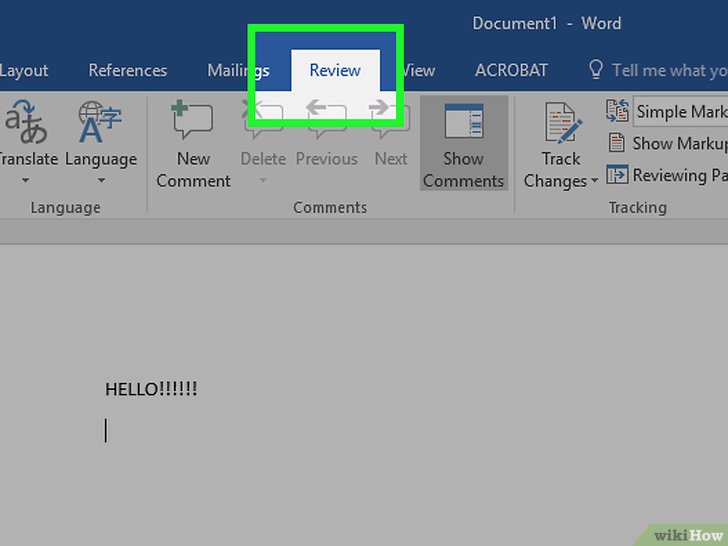 Document1 - Word
Layout References Mailings Review View ACROBAT Tell me what yo
Translate Language New Comment Delete Previous Next Show Comments Track Changes Simple Mark
Show Markup
Reviewing Pa
Language Comments Tracking
HELLO!!!!!!
wikiHow